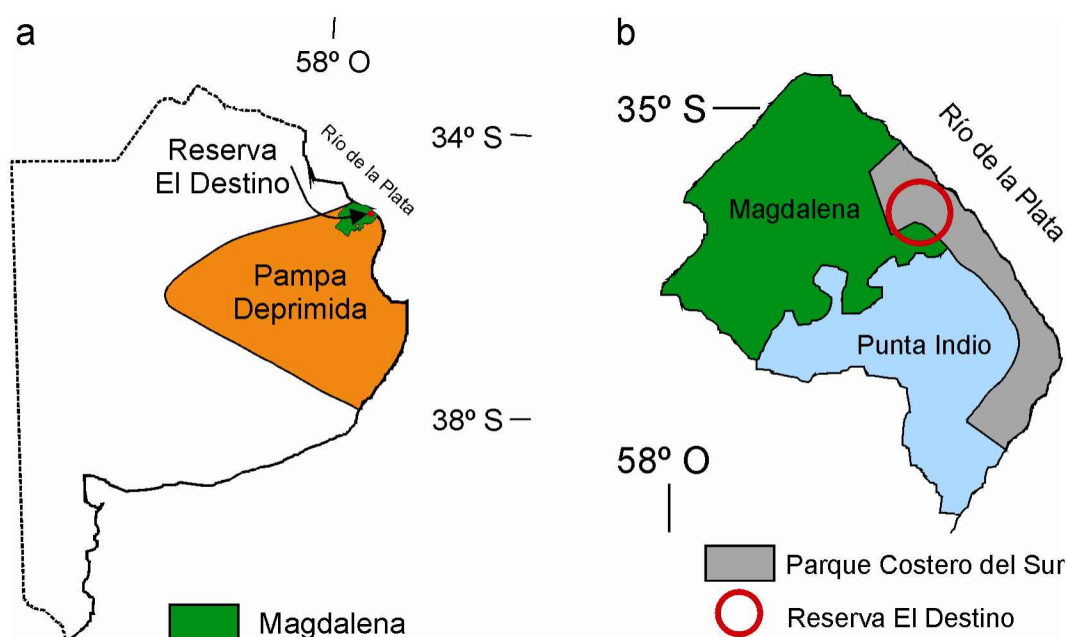 a
58º O
34º S
Río de la Plata
Reserva
El Destino
Pampa
Deprimida
38º S
Magdalena
b
35º S
Río de la Plata
Magdalena
Punta Indio
58º O
Parque Costero del Sur
Reserva El Destino